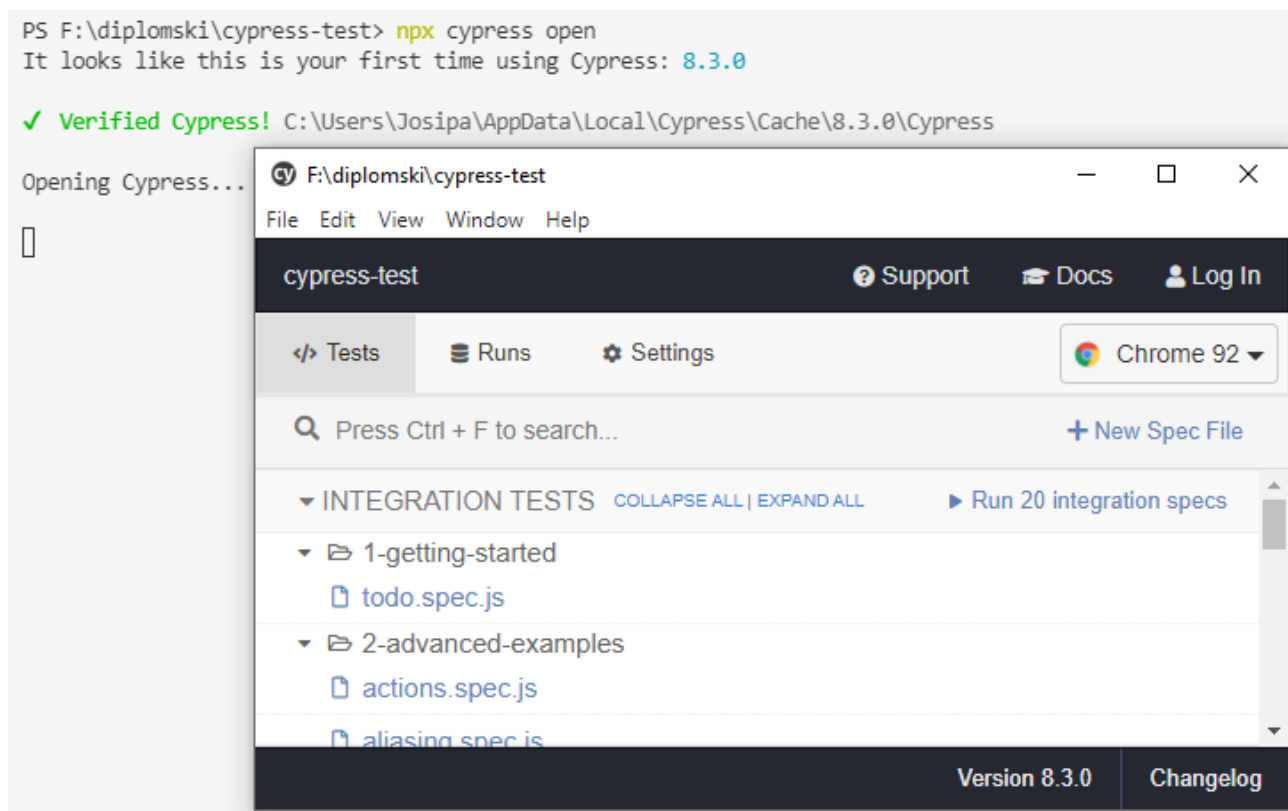 PS F:\diplomski\cypress-test> npx cypress open
It looks like this is your first time using Cypress: 8.3.0
✓ Verified Cypress! C:\Users\Josipa\AppData\Local\Cypress\Cache\8.3.0\Cypress
Opening Cypress...
cy F:\diplomski\cypress-test
File Edit View Window Help
cypress-test Support Docs Log In
</> Tests Runs Settings Chrome 92
Press Ctrl + F to search... + New Spec File
INTEGRATION TESTS COLLAPSE ALL | EXPAND ALL Run 20 integration specs
1-getting-started
todo.spec.js
2-advanced-examples
actions.spec.js
aliasing.spec.js
Version 8.3.0 Changelog